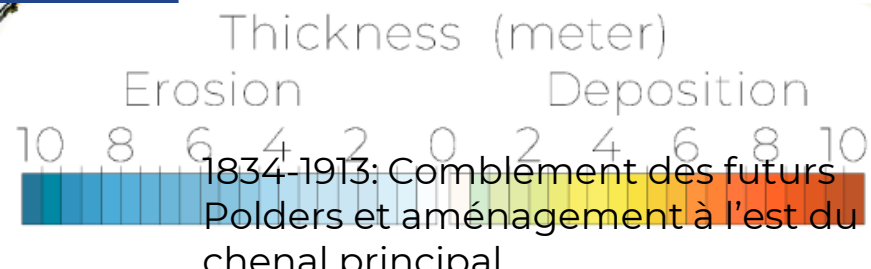 Thickness (meter)
Erosion Deposition
10 8 6 4 2 0 2 4 6 8 10
1834-1913: Comblement des futurs
Polders et aménagement à l'est du
chenal principal